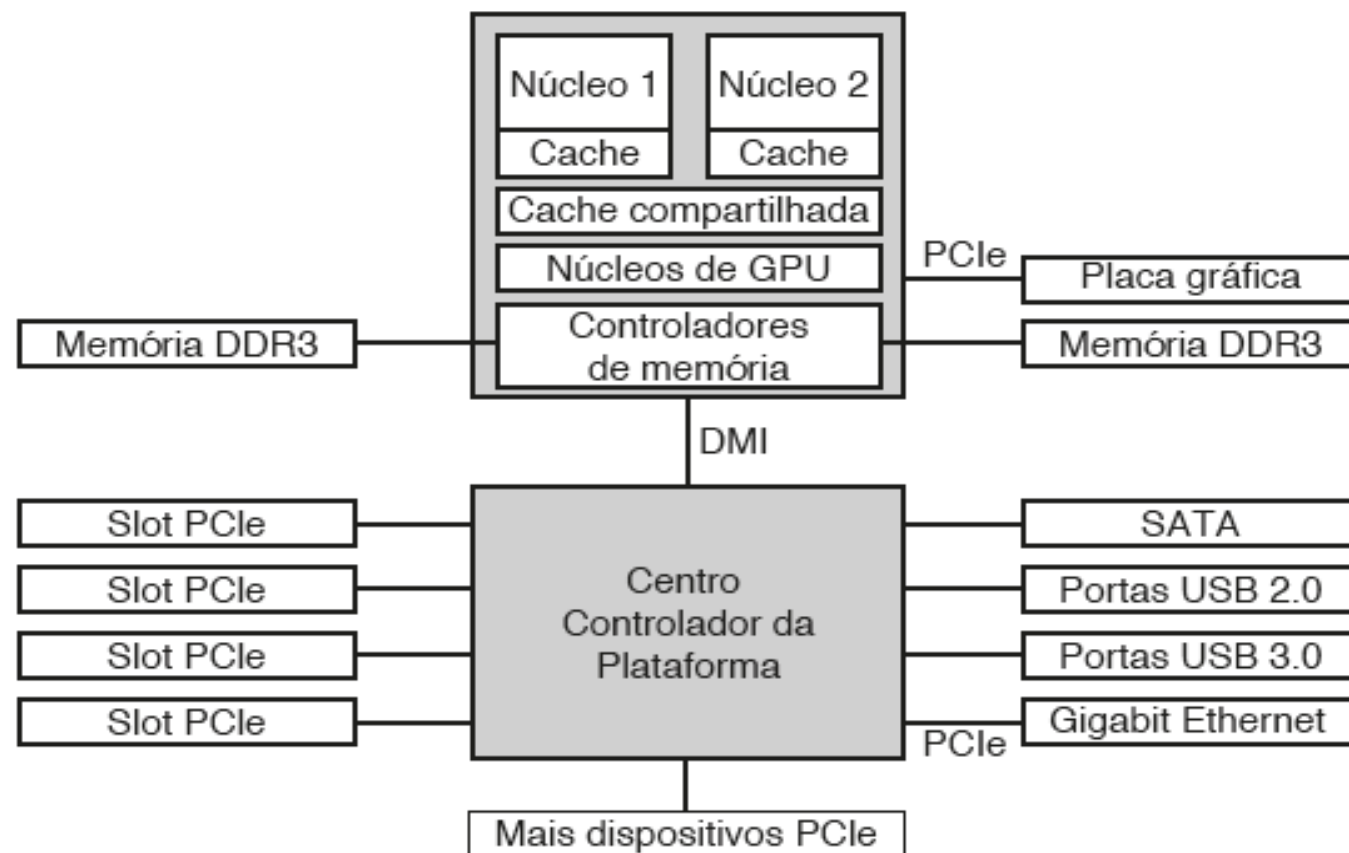 Núcleo 1
Núcleo 2
Cache
Cache
Cache compartilhada
Núcleos de GPU
PCIe
Placa gráfica
Memória DDR3
Controladores
de memória
Memória DDR3
DMI
Slot PCIe
Slot PCIe
Slot PCIe
Slot PCIe
Centro
Controlador da
Plataforma
SATA
Portas USB 2.0
Portas USB 3.0
Gigabit Ethernet
PCIe
Mais dispositivos PCIe